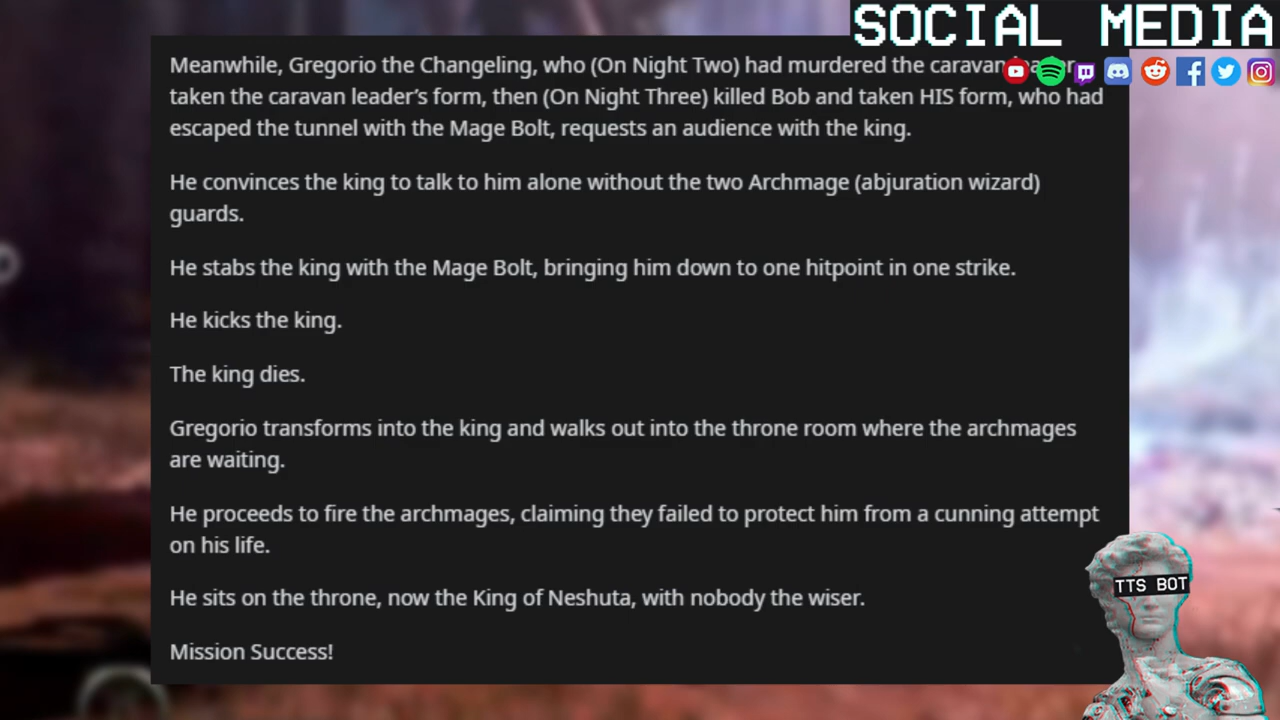 SOCIAL MEDIA
Meanwhile, Gregorio the Changeling, who (On Night Two) had murdered the caravan
taken the caravan leader’s form, then (On Night Three) killed Bob and taken HIS form, who had
escaped the tunnel with the Mage Bolt, requests an audience with the king.
He convinces the king to talk to him alone without the two Archmage (abjuration wizard)
guards.
He stabs the king with the Mage Bolt, bringing him down to one hitpoint in one strike.
He kicks the king.
The king dies.
Gregorio transforms into the king and walks out into the throne room where the archmages
are waiting.
He proceeds to fire the archmages, claiming they failed to protect him from a cunning attempt
on his life.
He sits on the throne, now the King of Neshuta, with nobody the wiser.
Mission Success!
TTS BOT